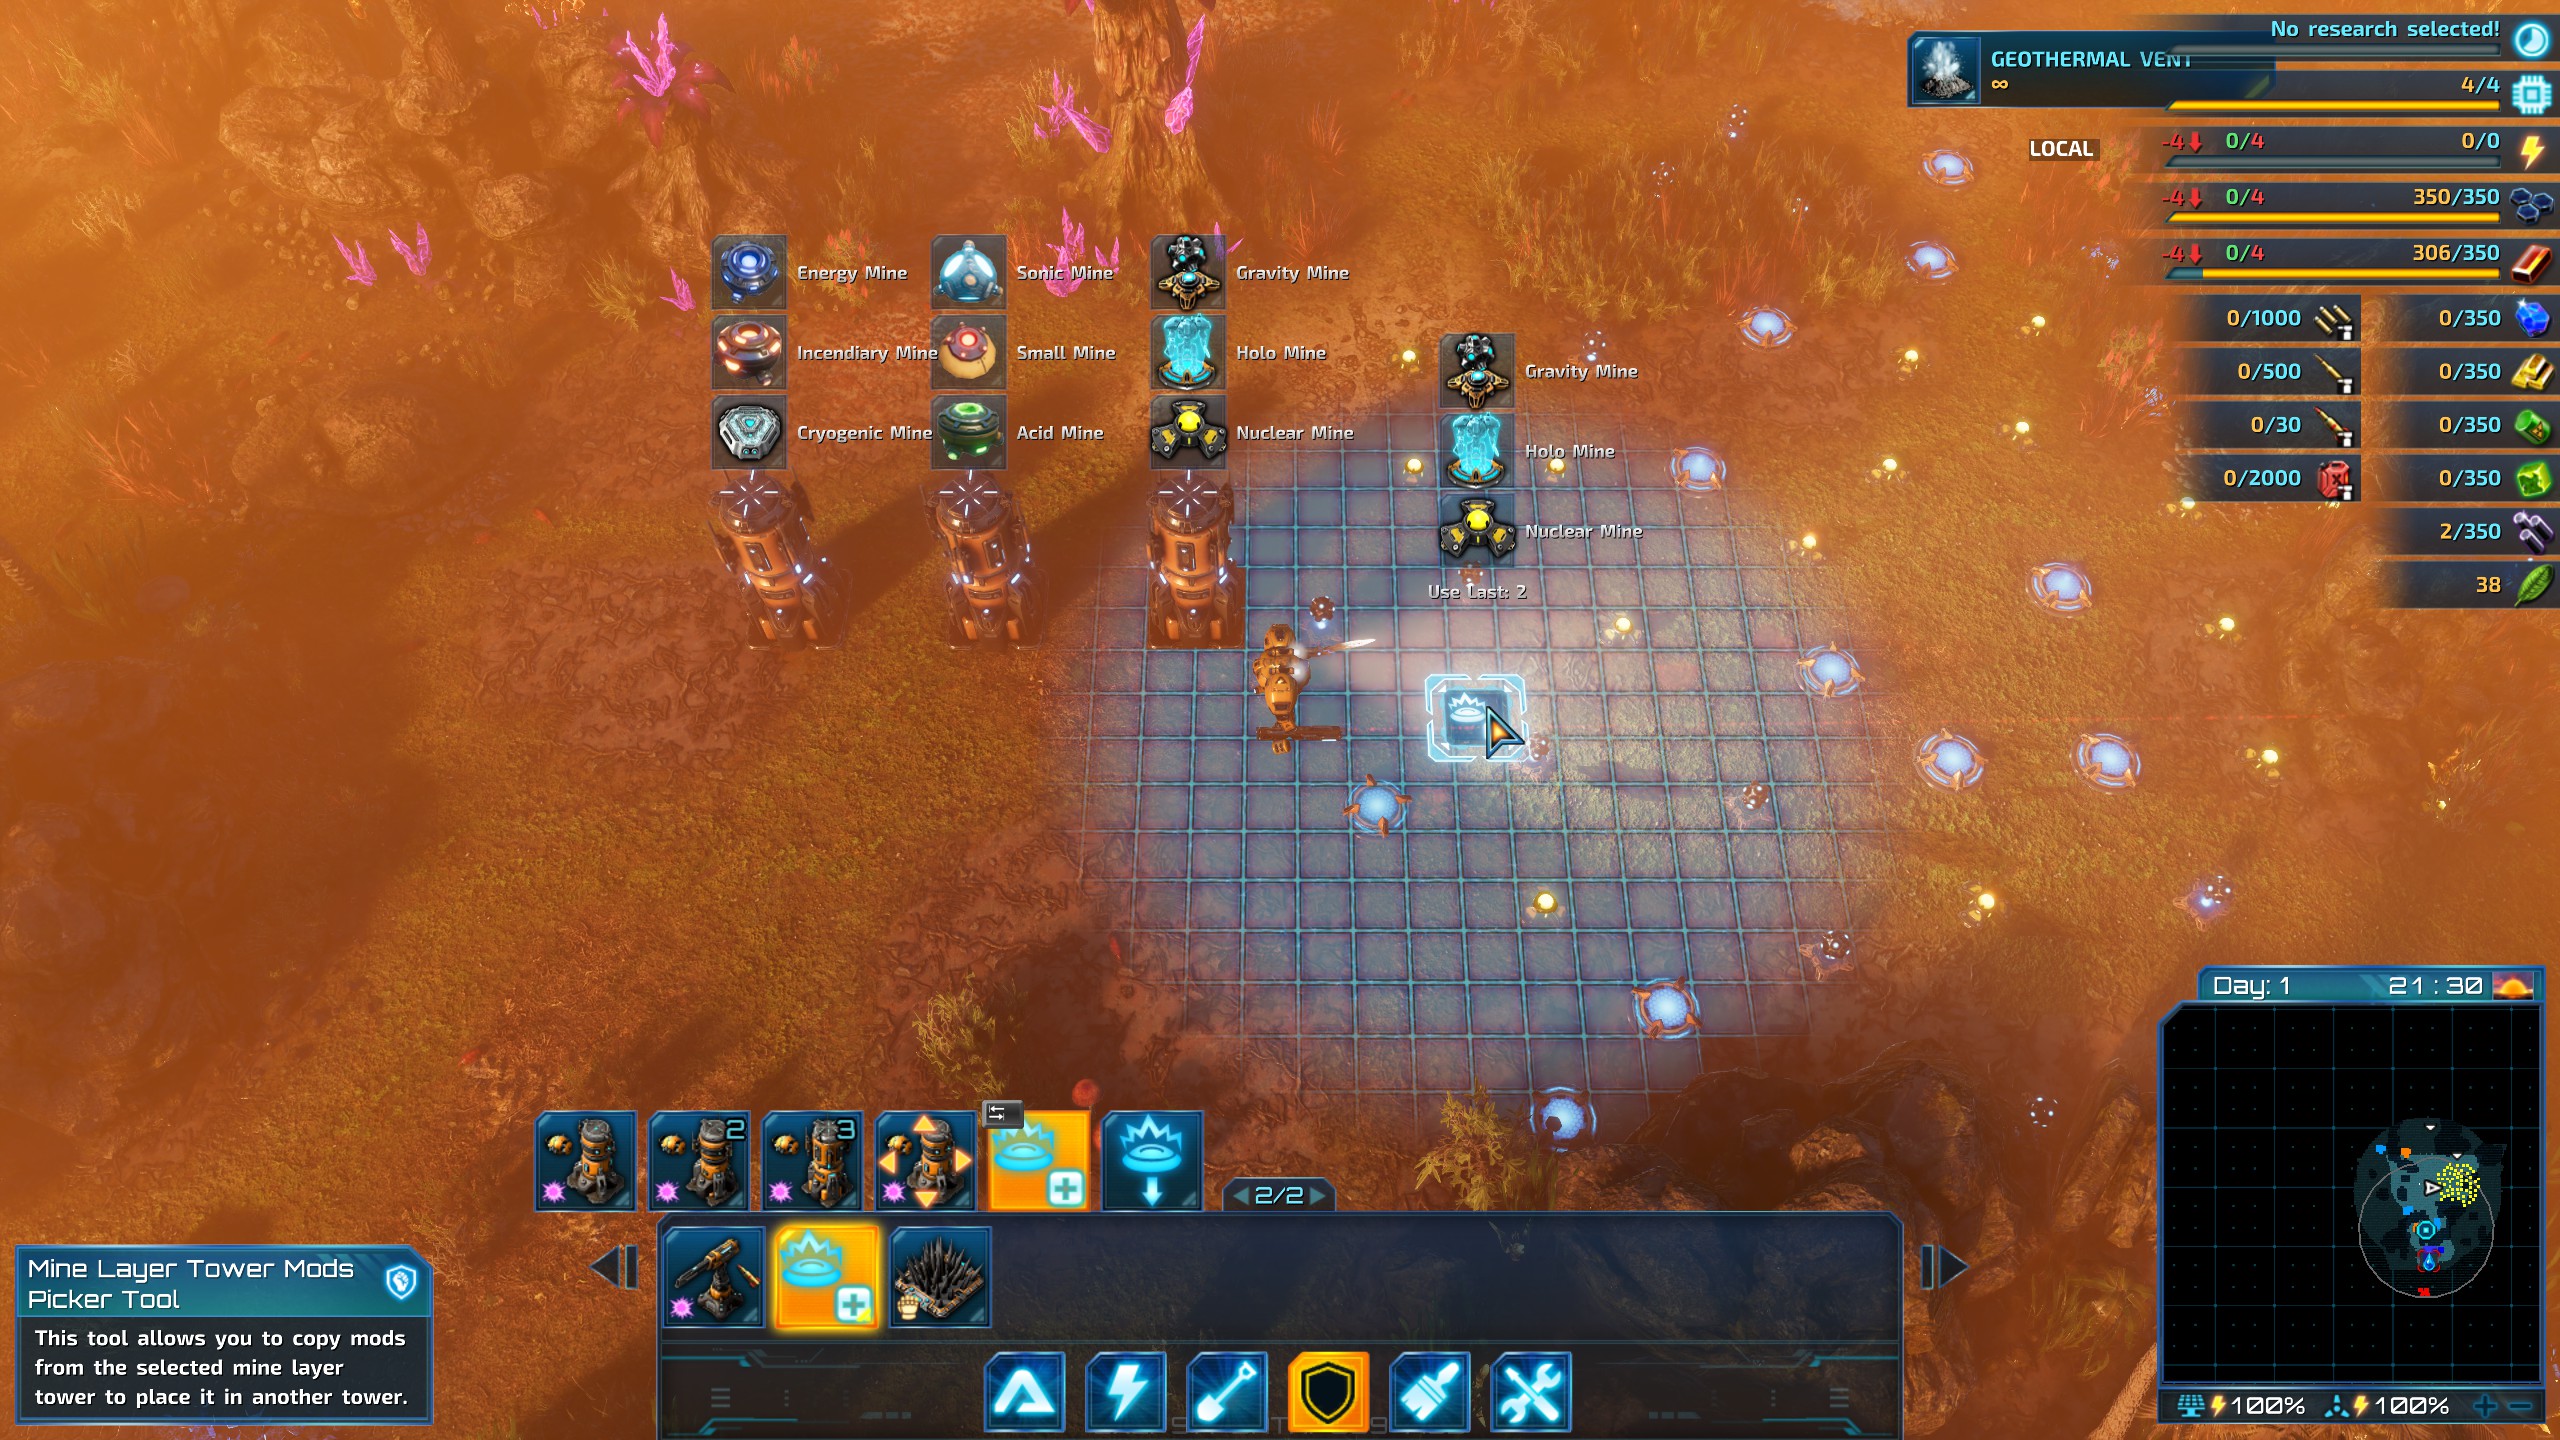 No research selected!
GEOTHERMAL VENT
∞
4/4
LOCAL
-4 0/4 0/0
-4 0/4 350/350
-4 0/4 306/350
0/1000 0/350
0/500 0/350
0/30 0/350
0/2000 0/350
2/350
38
Energy Mine
Sonic Mine
Gravity Mine
Incendiary Mine
Small Mine
Holo Mine
Cryogenic Mine
Acid Mine
Nuclear Mine
Gravity Mine
Holo Mine
Nuclear Mine
Use Last: 2
Day: 1 21:30
2
3
2/2
Mine Layer Tower Mods
Picker Tool
This tool allows you to copy mods
from the selected mine layer
tower to place it in another tower.
100% 100%